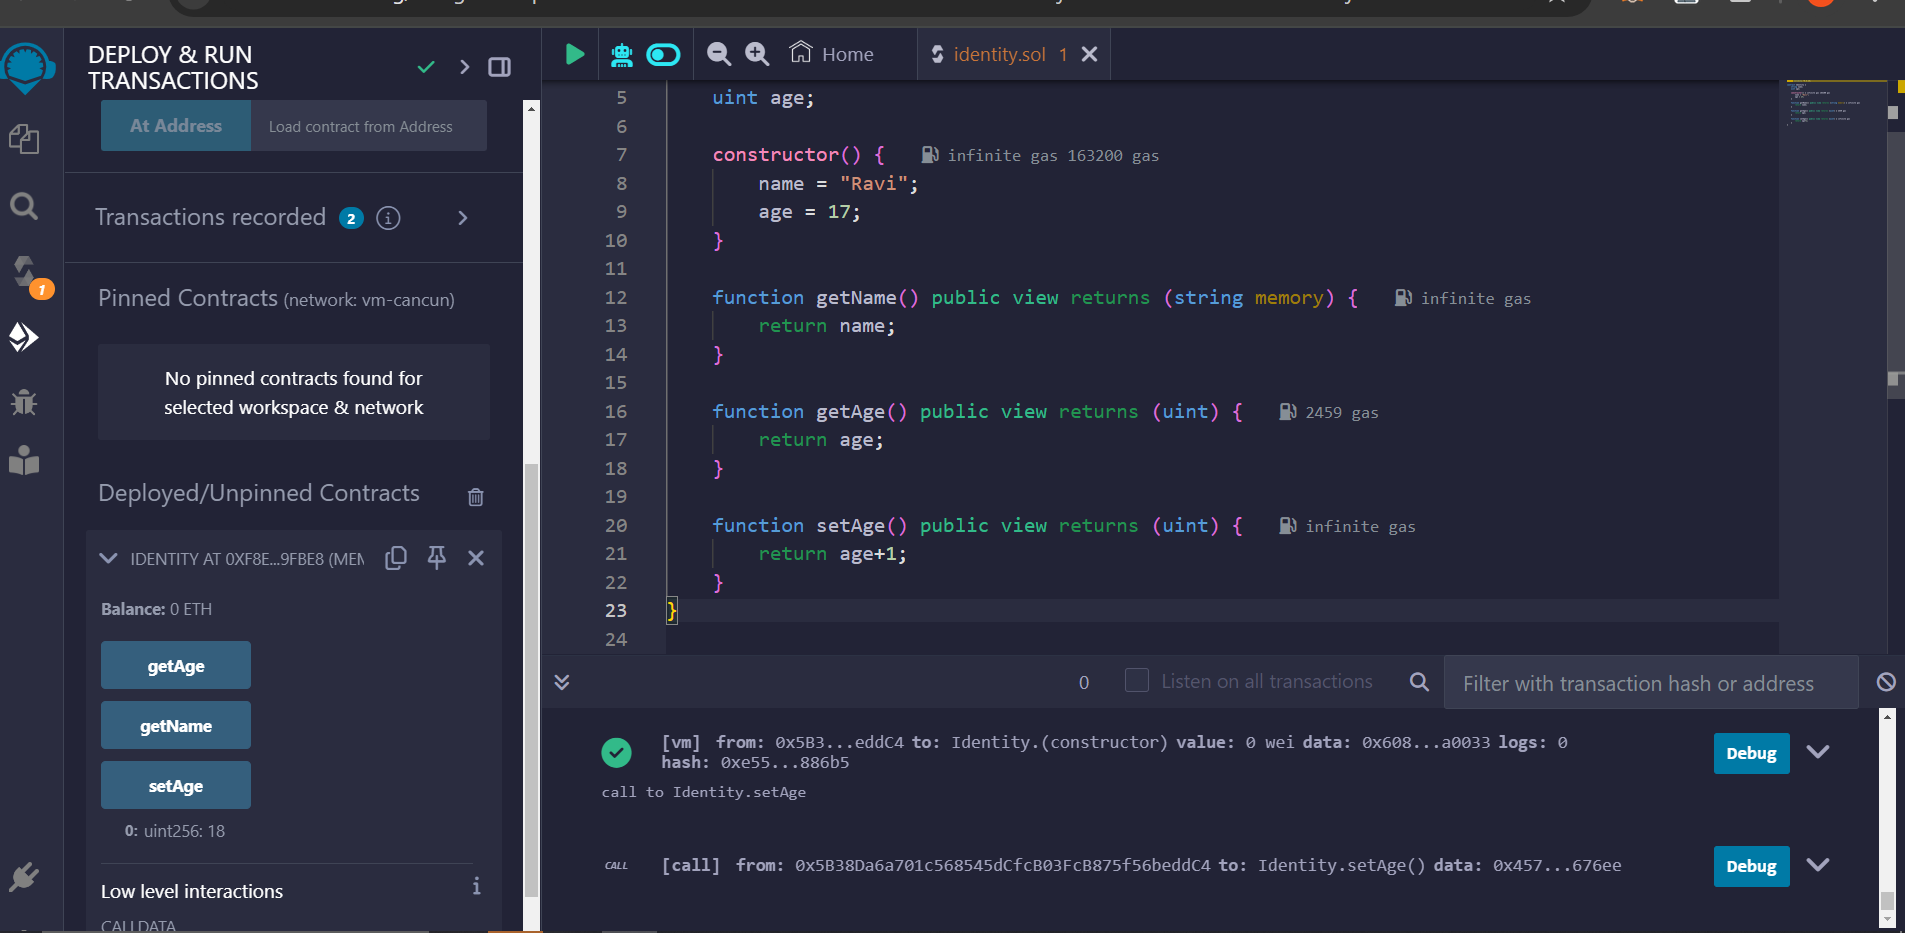 DEPLOY & RUN
TRANSACTIONS
At Address
Load contract from Address
Transactions recorded 2 i
1
Pinned Contracts (network: vm-cancun)
No pinned contracts found for
selected workspace & network
Deployed/Unpinned Contracts
IDENTITY AT 0XF8E...9FBE8 (MEM
Balance: 0 ETH
getAge
getName
setAge
0: uint256: 18
Low level interactions i
CALLDATA
Home
identity.sol 1
5 uint age;
6
7 constructor() { infinite gas 163200 gas
8 name = "Ravi";
9 age = 17;
10 }
11
12 function getName() public view returns (string memory) { infinite gas
13 return name;
14 }
15
16 function getAge() public view returns (uint) { 2459 gas
17 return age;
18 }
19
20 function setAge() public view returns (uint) { infinite gas
21 return age+1;
22 }
23 }
24
0 Listen on all transactions Filter with transaction hash or address
[vm] from: 0x5B3...eddC4 to: Identity.(constructor) value: 0 wei data: 0x608...a0033 logs: 0
hash: 0xe55...886b5
Debug
call to Identity.setAge
CALL [call] from: 0x5B38Da6a701c568545dCfcB03FcB875f56beddC4 to: Identity.setAge() data: 0x457...676ee
Debug